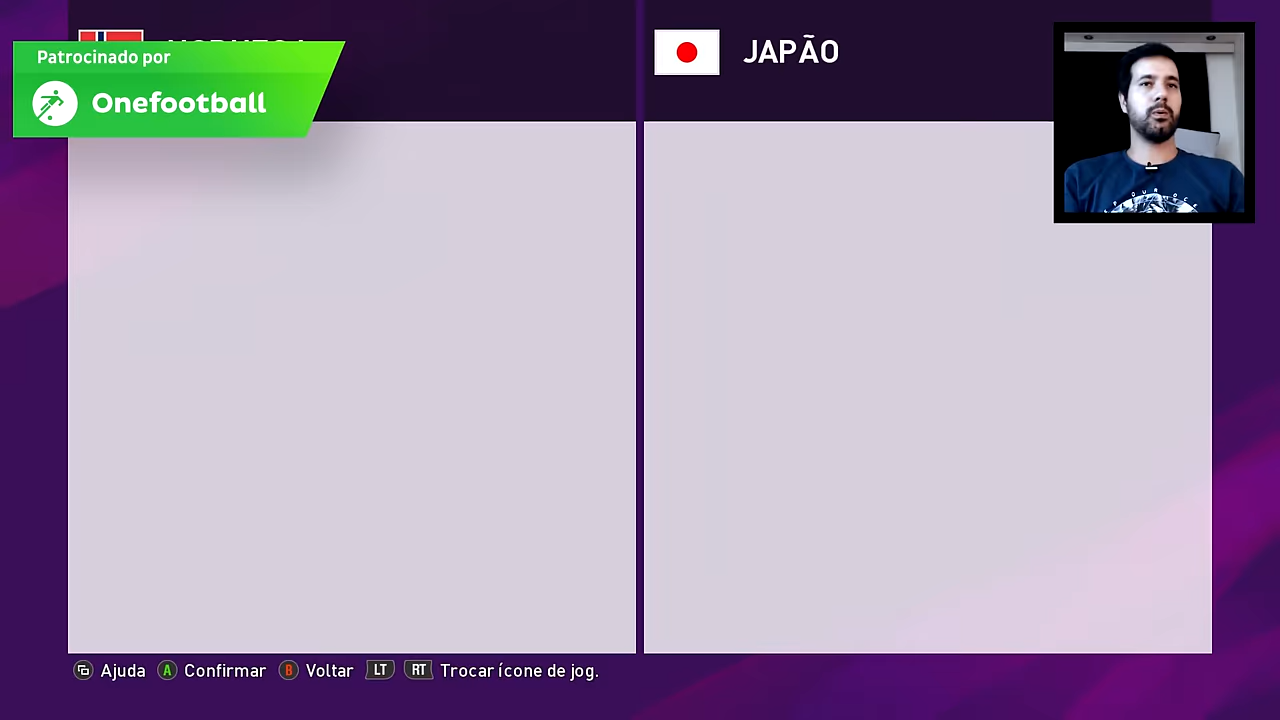 Patrocinado por
Onefootball
JAPÃO
Ajuda A Confirmar B Voltar LT RT Trocar ícone de jog.